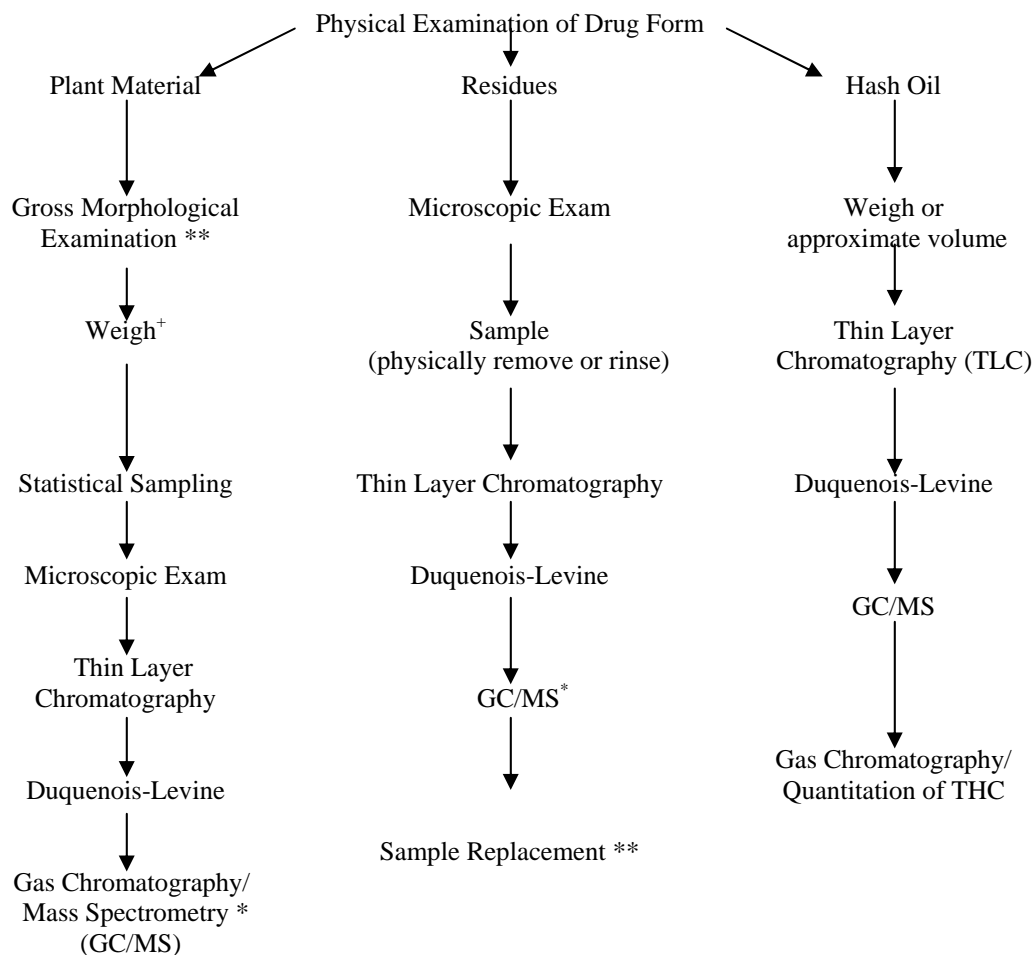 Physical Examination of Drug Form
Plant Material
Residues
Hash Oil
Gross Morphological
Examination **
Microscopic Exam
Weigh or
approximate volume
Weigh+
Sample
(physically remove or rinse)
Thin Layer
Chromatography (TLC)
Statistical Sampling
Thin Layer Chromatography
Duquenois-Levine
Microscopic Exam
Duquenois-Levine
GC/MS
Thin Layer
Chromatography
GC/MS*
Gas Chromatography/
Quantitation of THC
Duquenois-Levine
Sample Replacement **
Gas Chromatography/
Mass Spectrometry *
(GC/MS)